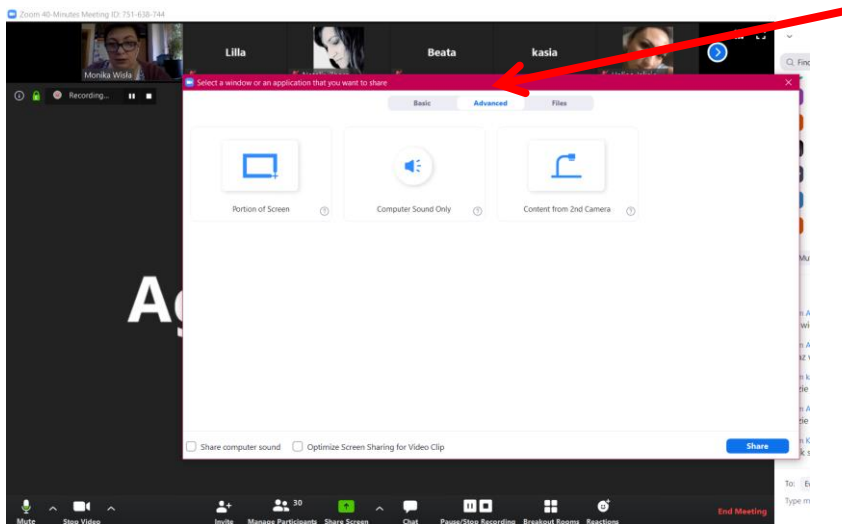 Zoom 40-Minutes Meeting ID: 751-638-744
Monika Wisła
Lilla
Beata
kasia
Recording...
Select a window or an application that you want to share
Basic
Advanced
Files
Portion of Screen
Computer Sound Only
Content from 2nd Camera
Share computer sound
Optimize Screen Sharing for Video Clip
Share
To:
Mute
Stop Video
Invite
Manage Participants
30
Share Screen
Chat
Pause/Stop Recording
Breakout Rooms
Reactions
End Meeting